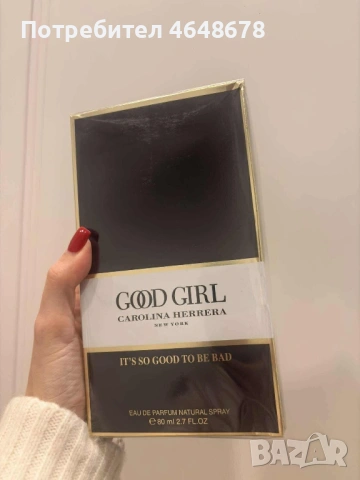 Потребител 4648678
GOOD GIRL
CAROLINA HERRERA
NEW YORK
IT'S SO GOOD TO BE BAD
EAU DE PARFUM NATURAL SPRAY
℮ 80 ml 2.7 FL.OZ
BAZAR